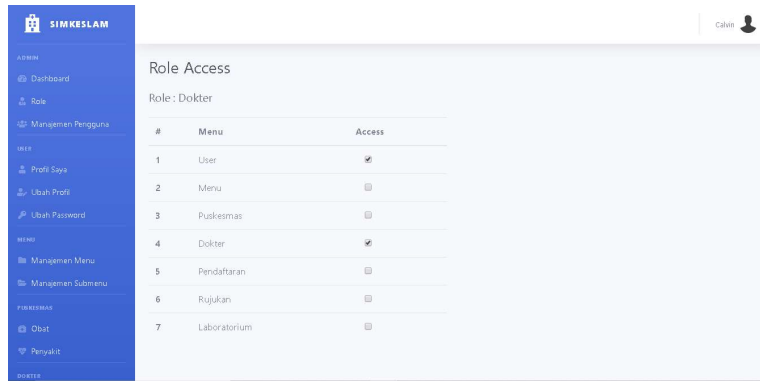 SIMKESLAM
Calvin
ADMIN
Dashboard
Role
Manajemen Pengguna
USER
Profil Saya
Ubah Profil
Ubah Password
MENU
Manajemen Menu
Manajemen Submenu
PUSKESMAS
Obat
Penyakit
DOKTER
Role Access
Role : Dokter
# Menu Access
1 User
2 Menu
3 Puskesmas
4 Dokter
5 Pendaftaran
6 Rujukan
7 Laboratorium